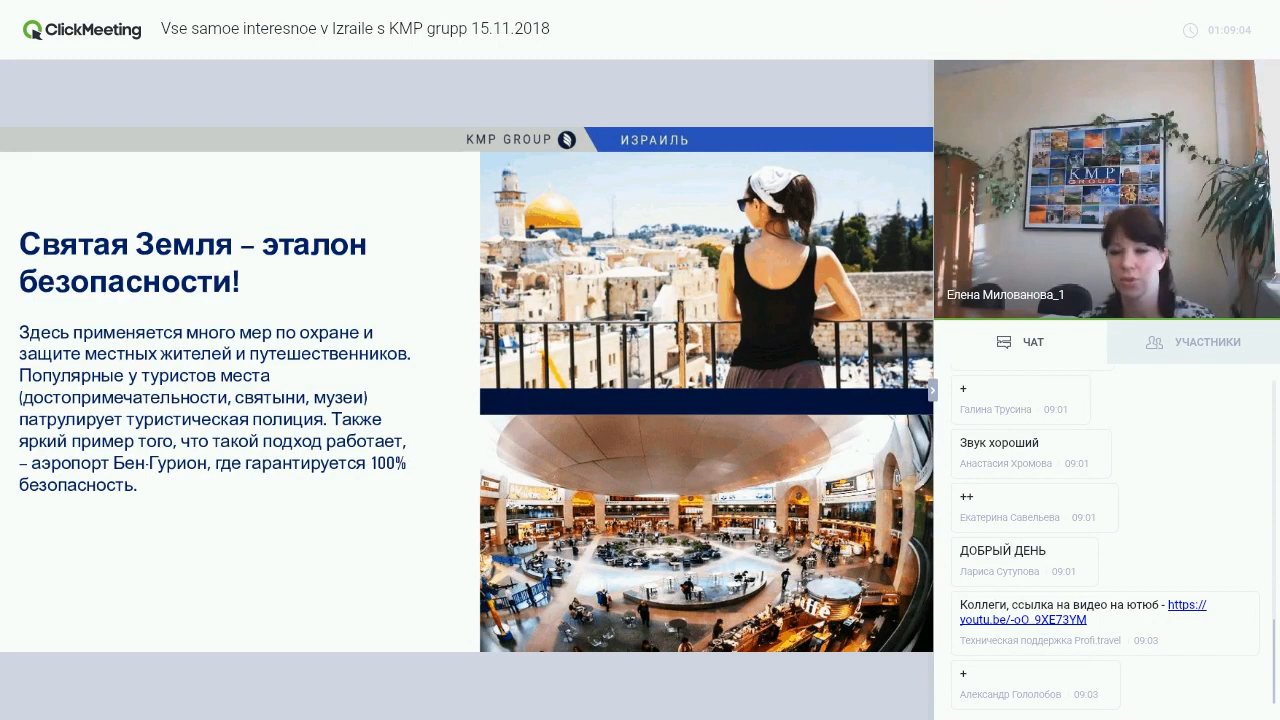 ClickMeeting
Vse samoe interesnoe v Izraile s KMP grupp 15.11.2018
01:09:04
KMP GROUP
ИЗРАИЛЬ
Святая Земля – эталон
безопасности!
Здесь применяется много мер по охране и
защите местных жителей и путешественников.
Популярные у туристов места
(достопримечательности, святыни, музеи)
патрулирует туристическая полиция. Также
яркий пример того, что такой подход работает,
– аэропорт Бен-Гурион, где гарантируется 100%
безопасность.
KMP
GROUP
Елена Милованова_1
ЧАТ
УЧАСТНИКИ
+
Галина Трусина 09:01
Звук хороший
Анастасия Хромова 09:01
++
Екатерина Савельева 09:01
ДОБРЫЙ ДЕНЬ
Лариса Сутупова 09:01
Коллеги, ссылка на видео на ютюб - https://
youtu.be/-oO_9XE73YM
Техническая поддержка Profi.travel 09:03
+
Александр Гололобов 09:03